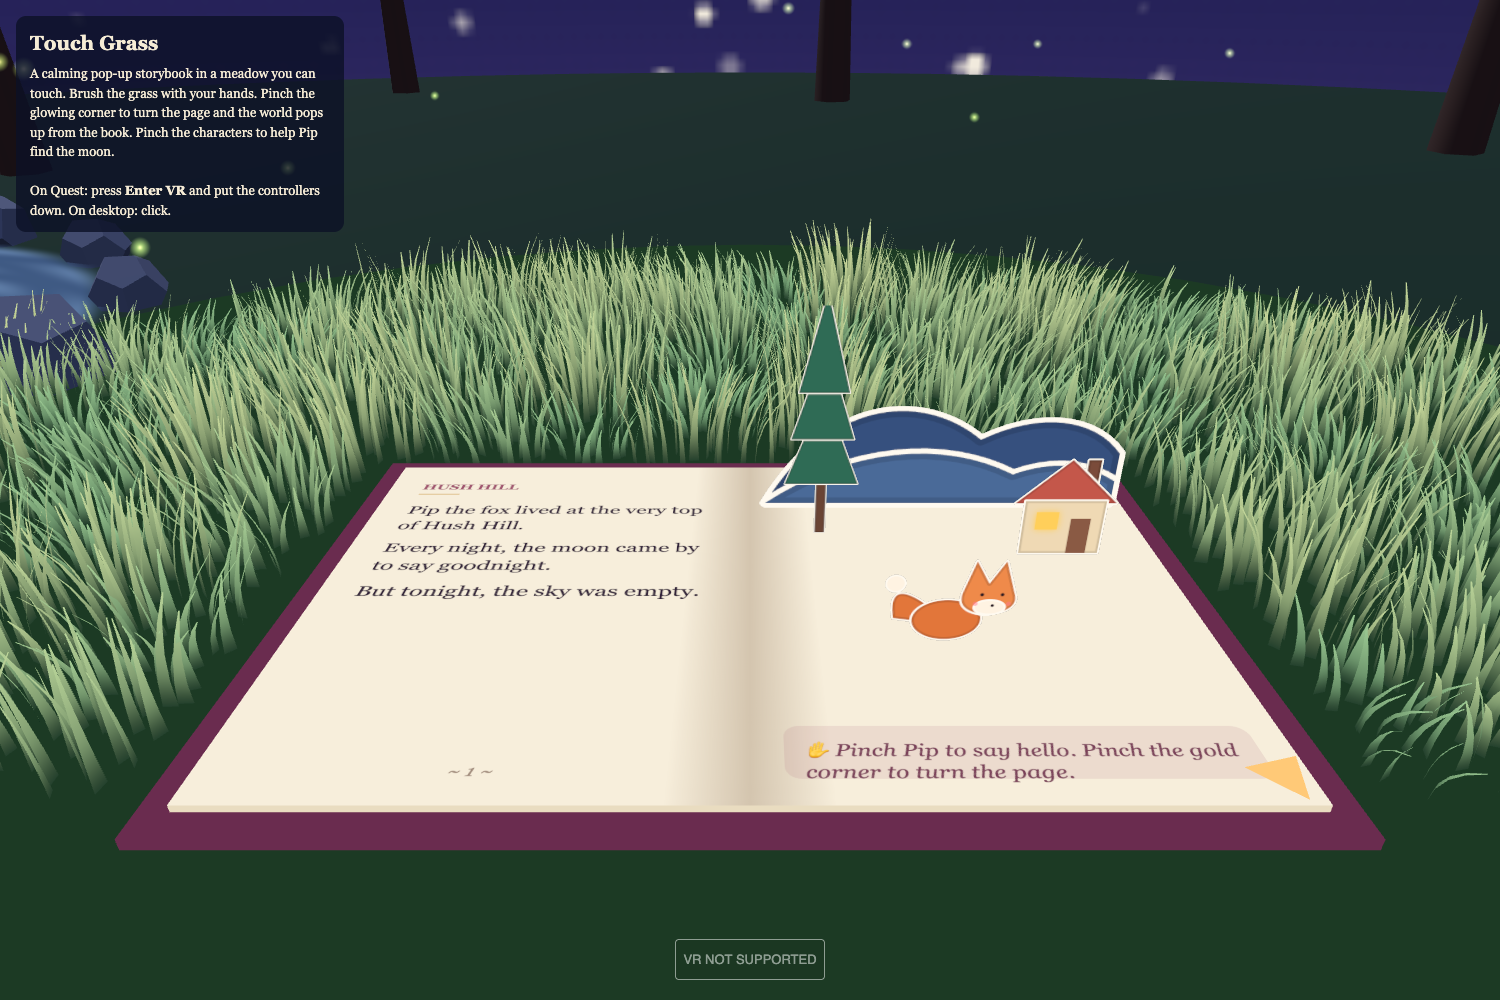 Touch Grass
A calming pop-up storybook in a meadow you can
touch. Brush the grass with your hands. Pinch the
glowing corner to turn the page and the world pops
up from the book. Pinch the characters to help Pip
find the moon.
On Quest: press Enter VR and put the controllers
down. On desktop: click.
HUSH HILL
Pip the fox lived at the very top
of Hush Hill.
Every night, the moon came by
to say goodnight.
But tonight, the sky was empty.
~ 1 ~
🖐 Pinch Pip to say hello. Pinch the gold
corner to turn the page.
VR NOT SUPPORTED